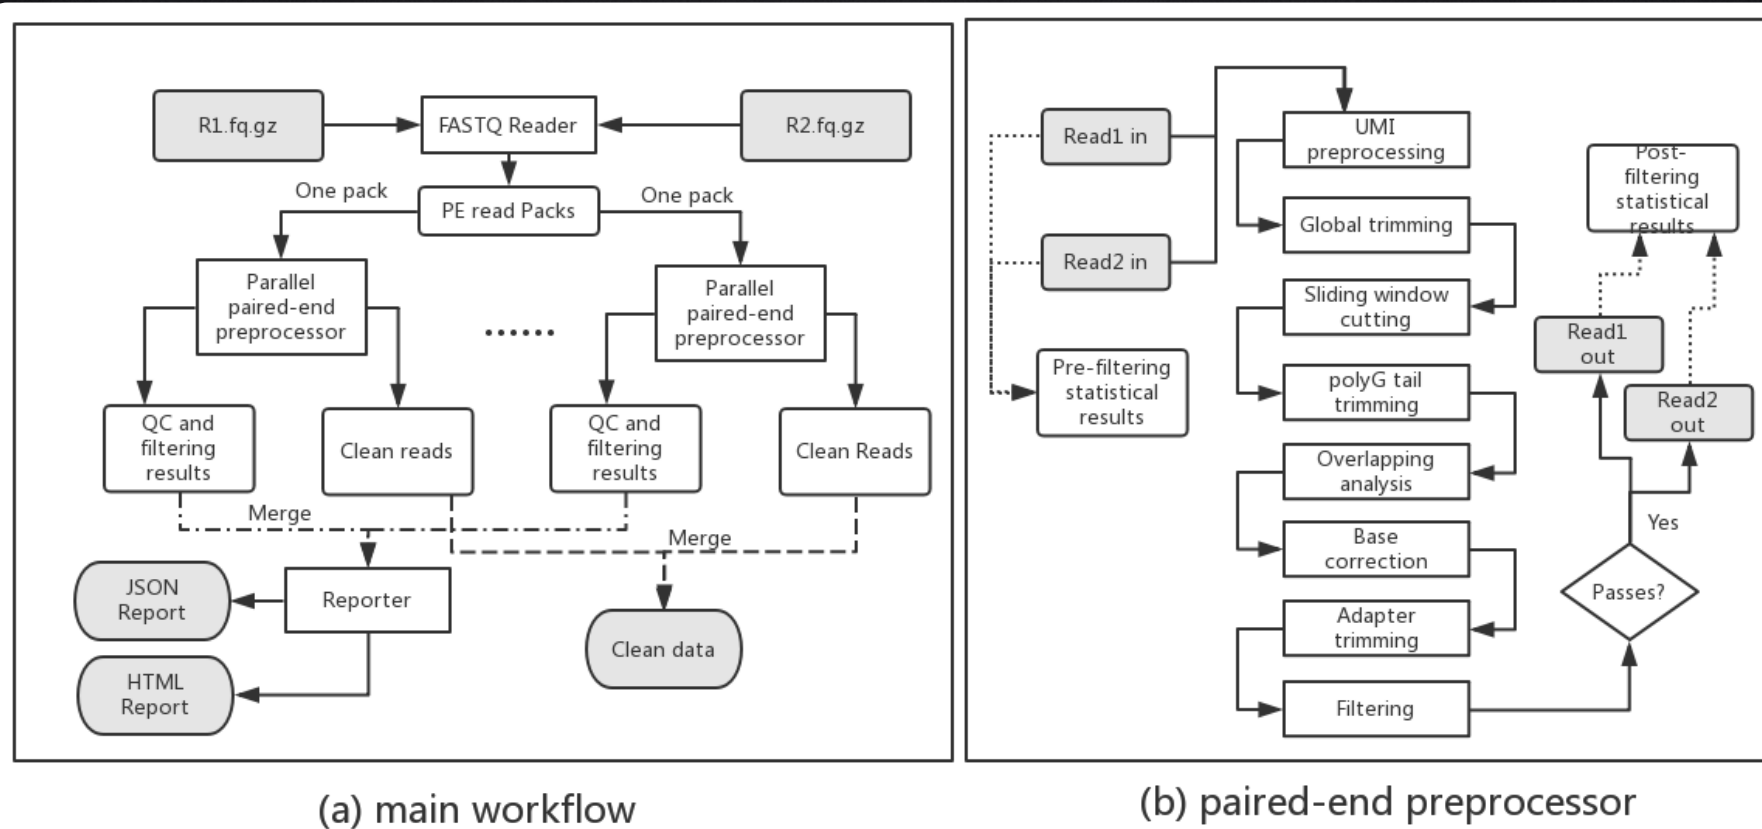 R1.fq.gz
FASTQ Reader
R2.fq.gz
One pack
PE read Packs
One pack
Parallel
paired-end
preprocessor
......
Parallel
paired-end
preprocessor
QC and
filtering
results
Clean reads
QC and
filtering
results
Clean Reads
Merge
Merge
JSON
Report
Reporter
Clean data
HTML
Report
(a) main workflow
Read1 in
Read2 in
Pre-filtering
statistical
results
UMI
preprocessing
Global trimming
Sliding window
cutting
polyG tail
trimming
Overlapping
analysis
Base
correction
Adapter
trimming
Filtering
Post-
filtering
statistical
results
Read1
out
Read2
out
Yes
Passes?
(b) paired-end preprocessor